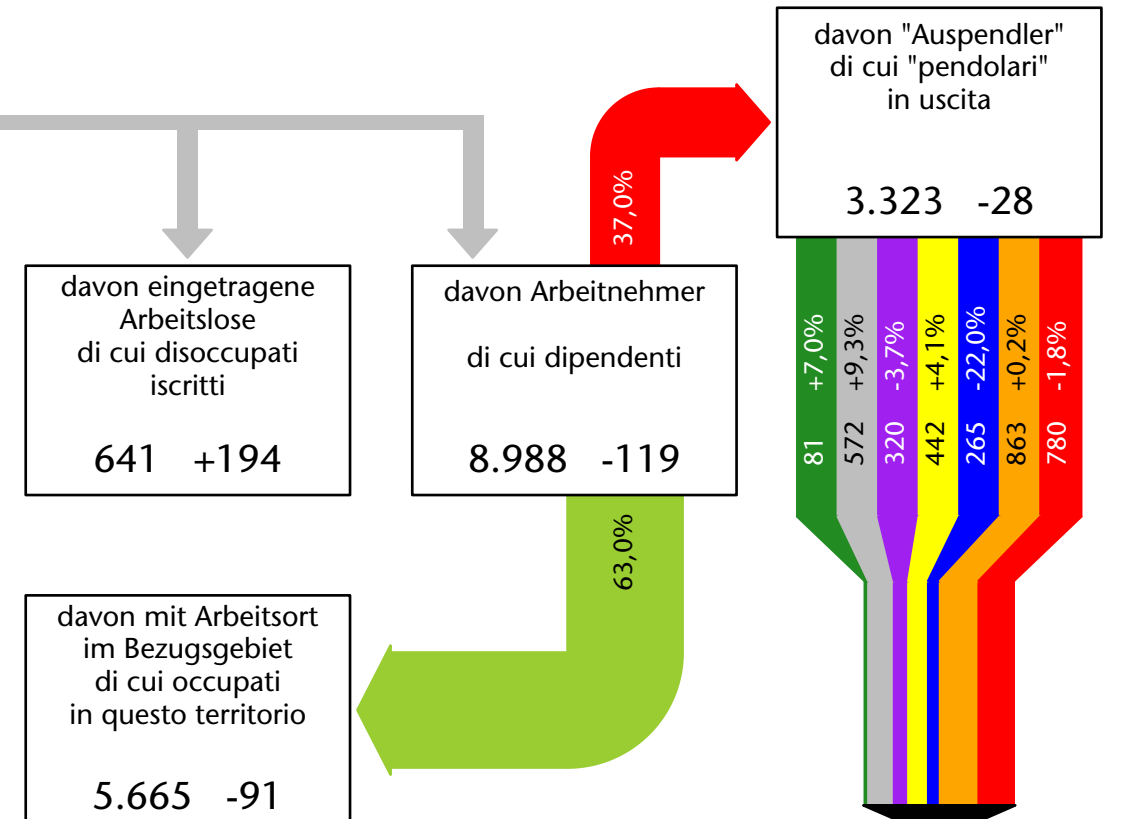 davon "Auspendler"
di cui "pendolari"
in uscita
3.323 -28
37,0%
davon eingetragene
Arbeitslose
di cui disoccupati
iscritti
641 +194
davon Arbeitnehmer
di cui dipendenti
8.988 -119
81 +7,0%
572 +9,3%
320 -3,7%
442 +4,1%
265 -22,0%
863 +0,2%
780 -1,8%
63,0%
davon mit Arbeitsort
im Bezugsgebiet
di cui occupati
in questo territorio
5.665 -91